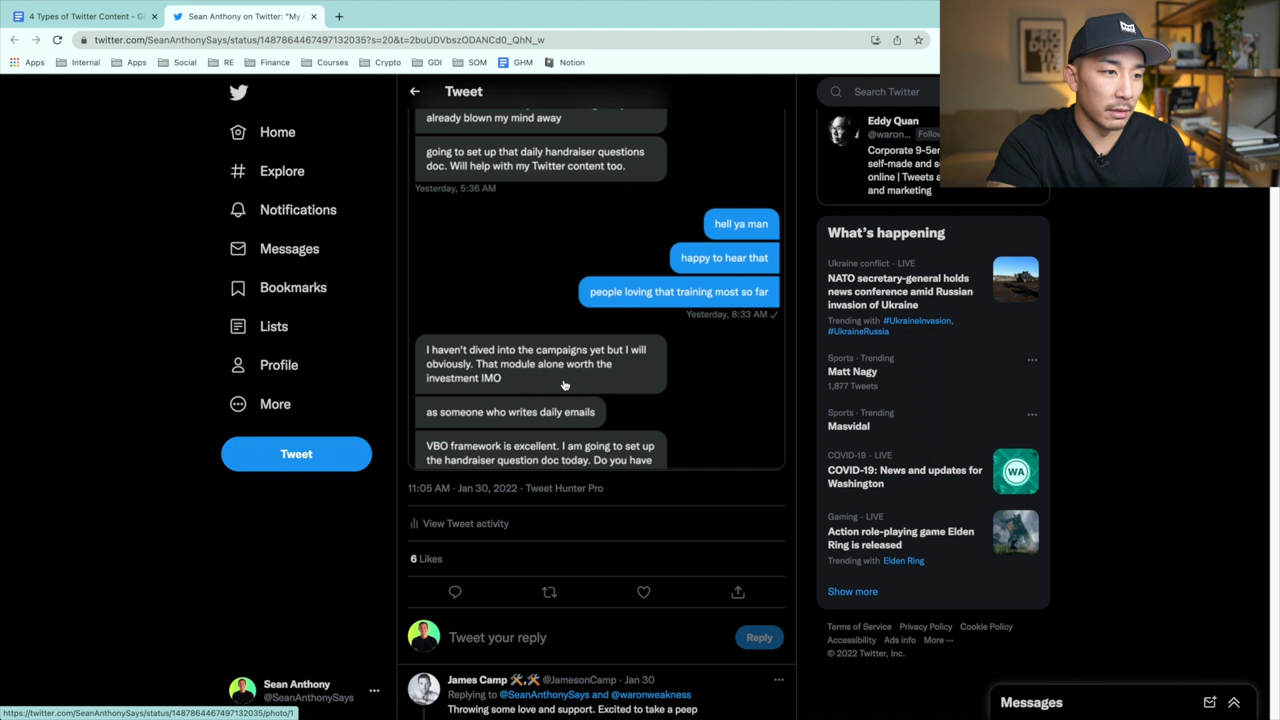 4 Types of Twitter Content - G
Sean Anthony on Twitter: "My
twitter.com/SeanAnthonySays/status/1487864467497132035?s=20&t=2buUDVbszODANCd0_QhN_w
Apps
Internal
Apps
Social
RE
Finance
Courses
Crypto
GDI
SOM
GHM
Notion
Home
Explore
Notifications
Messages
Bookmarks
Lists
Profile
More
Tweet
Sean Anthony
@SeanAnthonySays
https://twitter.com/SeanAnthonySays/status/1487864467497132035/photo/1
Tweet
already blown my mind away
going to set up that daily handraiser questions
doc. Will help with my Twitter content too.
Yesterday, 5:36 AM
hell ya man
happy to hear that
people loving that training most so far
Yesterday, 8:33 AM
I haven't dived into the campaigns yet but I will
obviously. That module alone worth the
investment IMO
as someone who writes daily emails
VBO framework is excellent. I am going to set up
the handraiser question doc today. Do you have
11:05 AM · Jan 30, 2022 · Tweet Hunter Pro
View Tweet activity
6 Likes
Tweet your reply
Reply
James Camp @JamesonCamp · Jan 30
Replying to @SeanAnthonySays and @waronweakness
Throwing some love and support. Excited to take a peep
Search Twitter
Eddy Quan
@waron...
Follow
Corporate 9-5er
self-made and s
online | Tweets a
and marketing
What's happening
Ukraine conflict · LIVE
NATO secretary-general holds
news conference amid Russian
invasion of Ukraine
Trending with #UkraineInvasion,
#UkraineRussia
Sports · Trending
Matt Nagy
1,877 Tweets
Sports · Trending
Masvidal
COVID-19 · LIVE
COVID-19: News and updates for
Washington
WA
Gaming · LIVE
Action role-playing game Elden
Ring is released
Trending with Elden Ring
Show more
Terms of Service Privacy Policy Cookie Policy
Accessibility Ads info More ···
© 2022 Twitter, Inc.
Messages